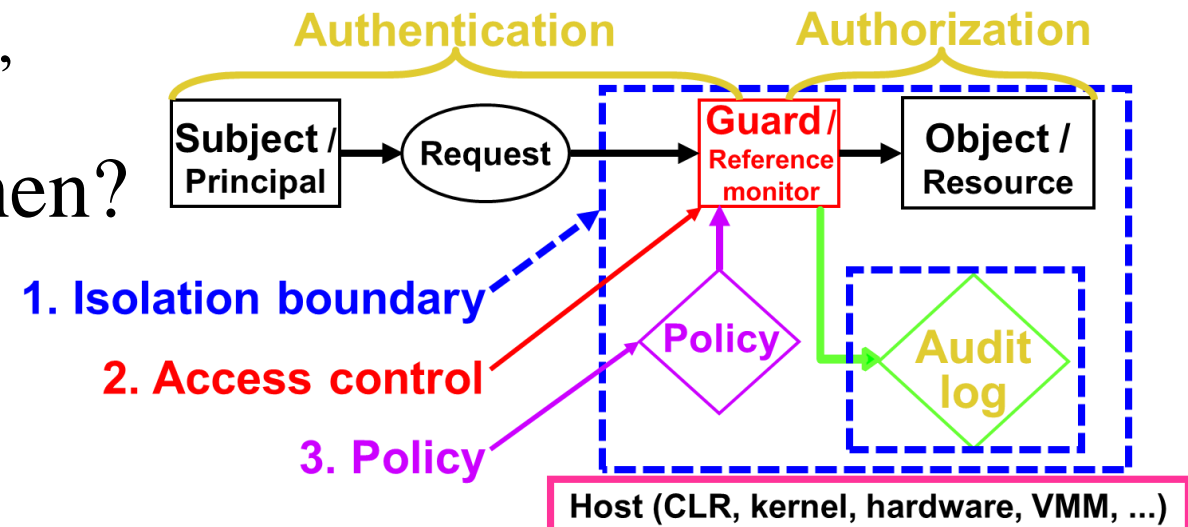 Authentication
Authorization
,
Subject /
Principal
Request
Guard /
Reference
monitor
Object /
Resource
?
1. Isolation boundary
2. Access control
3. Policy
Policy
Audit
log
Host (CLR, kernel, hardware, VMM, ...)